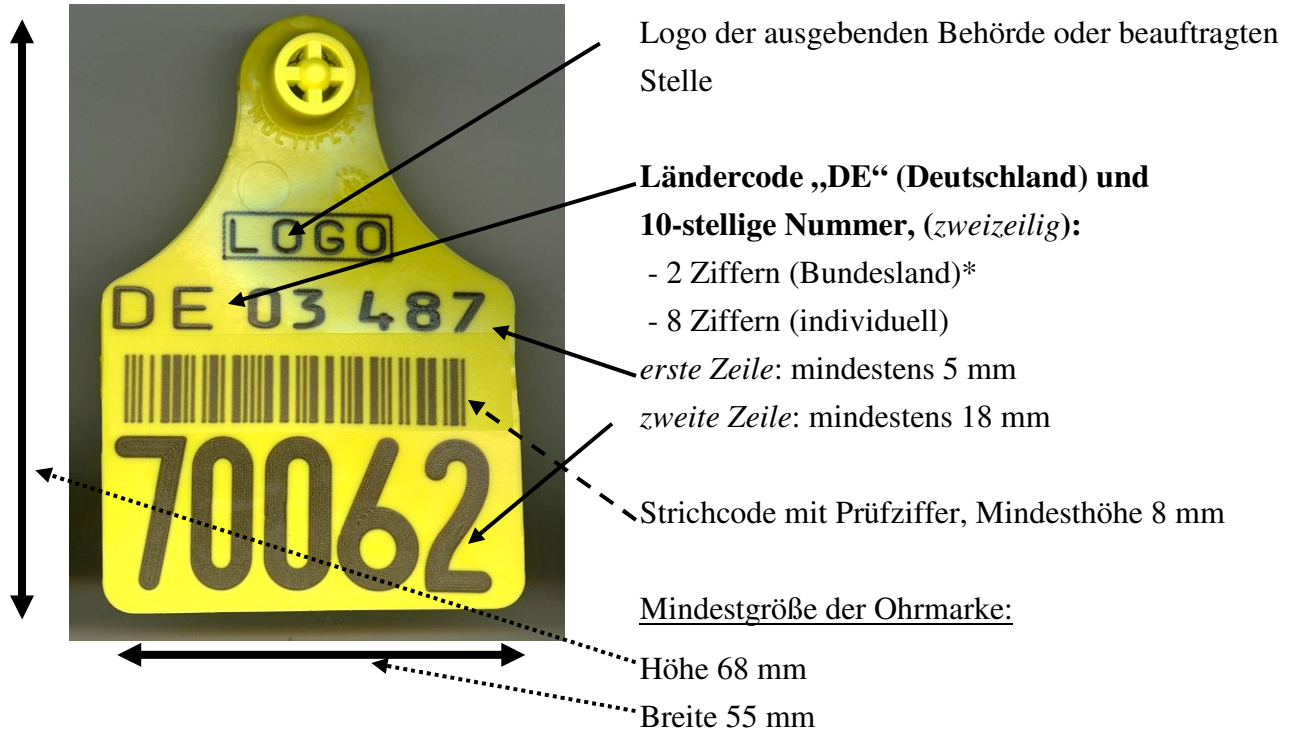 Logo der ausgebenden Behörde oder beauftragten
Stelle
Ländercode „DE“ (Deutschland) und
10-stellige Nummer, (zweizeilig):
- 2 Ziffern (Bundesland)*
- 8 Ziffern (individuell)
erste Zeile: mindestens 5 mm
zweite Zeile: mindestens 18 mm
Strichcode mit Prüfziffer, Mindesthöhe 8 mm
Mindestgröße der Ohrmarke:
Höhe 68 mm
Breite 55 mm
MULTIFLEX
LOGO
DE 03 487
70062